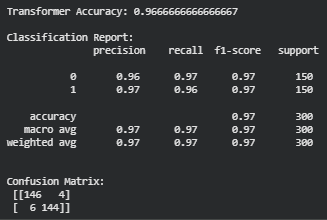 Transformer Accuracy: 0.9666666666666667
Classification Report:
precision recall f1-score support
0 0.96 0.97 0.97 150
1 0.97 0.96 0.97 150
accuracy 0.97 300
macro avg 0.97 0.97 0.97 300
weighted avg 0.97 0.97 0.97 300
Confusion Matrix:
[[146 4]
[ 6 144]]